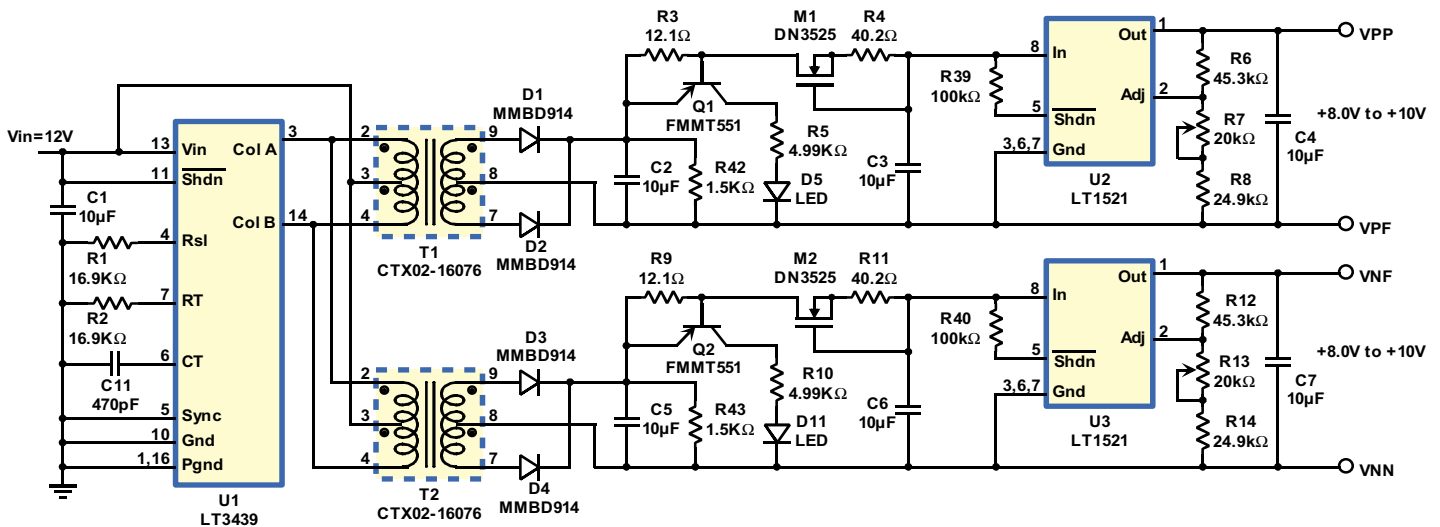 Vin=12V
C1
10µF
R1
16.9KΩ
R2
16.9KΩ
C11
470pF
13
Vin
11
Shdn
4
Rsl
7
RT
6
CT
5
Sync
10
Gnd
1,16
Pgnd
Col A
3
Col B
14
U1
LT3439
2
3
4
9
8
7
T1
CTX02-16076
D1
MMBD914
D2
MMBD914
R3
12.1Ω
Q1
FMMT551
M1
DN3525
R4
40.2Ω
C2
10µF
R42
1.5KΩ
R5
4.99KΩ
D5
LED
C3
10µF
R39
100kΩ
8
In
5
Shdn
3,6,7
Gnd
Out
1
Adj
2
U2
LT1521
R6
45.3kΩ
R7
20kΩ
R8
24.9kΩ
C4
10µF
VPP
+8.0V to +10V
VPF
2
3
4
9
8
7
T2
CTX02-16076
D3
MMBD914
D4
MMBD914
R9
12.1Ω
Q2
FMMT551
M2
DN3525
R11
40.2Ω
C5
10µF
R43
1.5KΩ
R10
4.99KΩ
D11
LED
C6
10µF
R40
100kΩ
8
In
5
Shdn
3,6,7
Gnd
Out
1
Adj
2
U3
LT1521
R12
45.3kΩ
R13
20kΩ
R14
24.9kΩ
C7
10µF
VNF
+8.0V to +10V
VNN